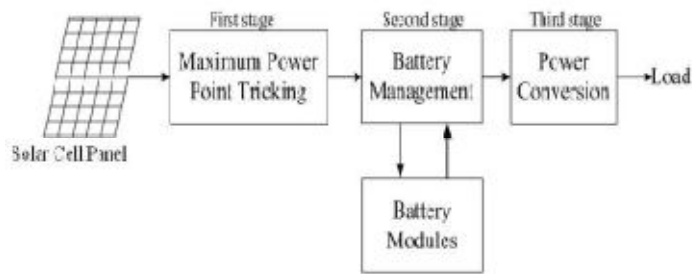 First stage
Second stage
Third stage
Maximum Power
Point Tricking
Battery
Management
Power
Conversion
Load
Solar Cell Panel
Battery
Modules